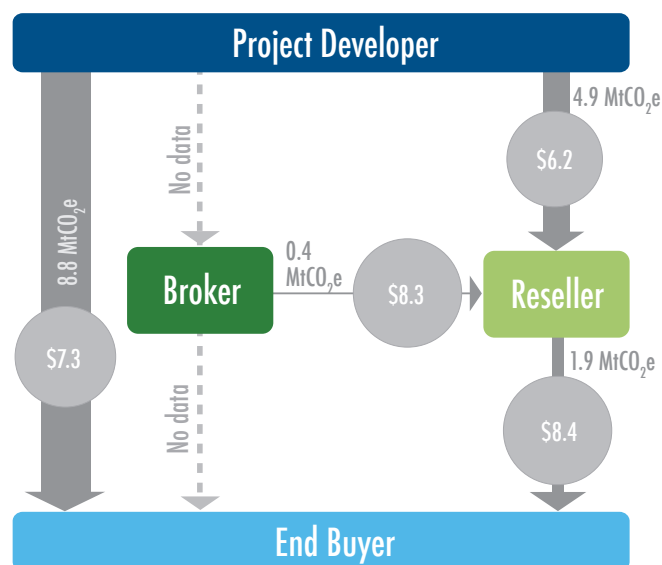 Project Developer
4.9 MtCO₂e
$6.2
No data
8.8 MtCO₂e
0.4
MtCO₂e
Broker
$8.3
Reseller
$7.3
1.9 MtCO₂e
No data
$8.4
End Buyer